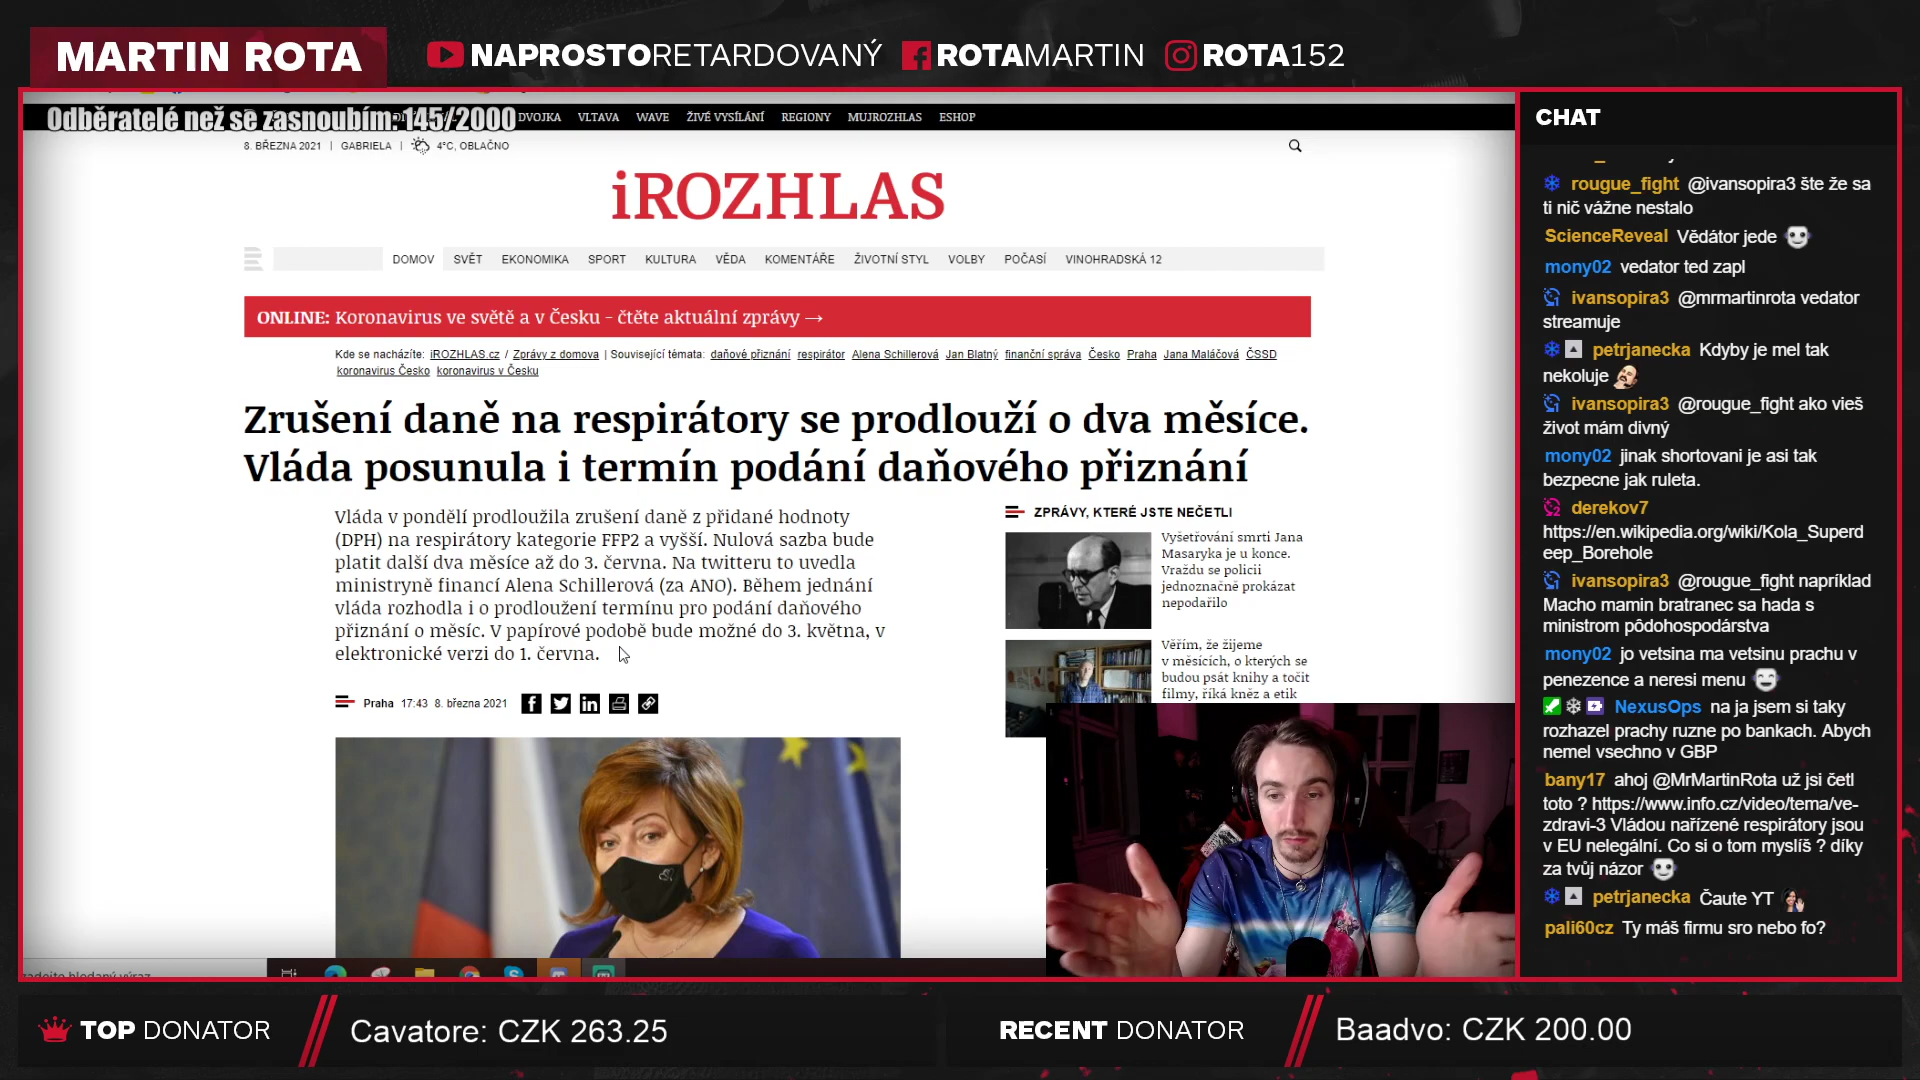 MARTIN ROTA
NAPROSTORETARDOVANÝ
ROTAMARTIN
ROTA152
Odběratelé než se zasnoubím: 145/2000
DVOJKA VLTAVA WAVE ŽIVÉ VYSÍLÁNÍ REGIONY MUJROZHLAS ESHOP
8. BŘEZNA 2021 | GABRIELA | 4°C, OBLAČNO
iROZHLAS
DOMOV SVĚT EKONOMIKA SPORT KULTURA VĚDA KOMENTÁŘE ŽIVOTNÍ STYL VOLBY POČASÍ VINOHRADSKÁ 12
ONLINE: Koronavirus ve světě a v Česku - čtěte aktuální zprávy →
Kde se nacházíte: iROZHLAS.cz / Zprávy z domova | Související témata: daňové přiznání respirátor Alena Schillerová Jan Blatný finanční správa Česko Praha Jana Maláčová ČSSD
koronavirus Česko koronavirus v Česku
Zrušení daně na respirátory se prodlouží o dva měsíce.
Vláda posunula i termín podání daňového přiznání
Vláda v pondělí prodloužila zrušení daně z přidané hodnoty
(DPH) na respirátory kategorie FFP2 a vyšší. Nulová sazba bude
platit další dva měsíce až do 3. června. Na twitteru to uvedla
ministryně financí Alena Schillerová (za ANO). Během jednání
vláda rozhodla i o prodloužení termínu pro podání daňového
přiznání o měsíc. V papírové podobě bude možné do 3. května, v
elektronické verzi do 1. června.
Praha 17:43 8. března 2021
ZPRÁVY, KTERÉ JSTE NEČETLI
Vyšetřování smrti Jana
Masaryka je u konce.
Vraždu se policii
jednoznačně prokázat
nepodařilo
Věřím, že žijeme
v měsících, o kterých se
budou psát knihy a točit
filmy, říká kněz a etik
CHAT
rougue_fight @ivansopira3 šte že sa
ti nič vážne nestalo
ScienceReveal Vědátor jede
mony02 vedator ted zapl
ivansopira3 @mrmartinrota vedator
streamuje
petrjanecka Kdyby je mel tak
nekoluje
ivansopira3 @rougue_fight ako vieš
život mám divný
mony02 jinak shortovani je asi tak
bezpecne jak ruleta.
derekov7
https://en.wikipedia.org/wiki/Kola_Superd
eep_Borehole
ivansopira3 @rougue_fight napríklad
Macho mamin bratranec sa hada s
ministrom pôdohospodárstva
mony02 jo vetsina ma vetsinu prachu v
penezence a neresi menu
NexusOps na ja jsem si taky
rozhazel prachy ruzne po bankach. Abych
nemel vsechno v GBP
bany17 ahoj @MrMartinRota už jsi četl
toto ? https://www.info.cz/video/tema/ve-
zdravi-3 Vládou nařízené respirátory jsou
v EU nelegální. Co si o tom myslíš ? díky
za tvůj názor
petrjanecka Čaute YT
pali60cz Ty máš firmu sro nebo fo?
TOP DONATOR
Cavatore: CZK 263.25
RECENT DONATOR
Baadvo: CZK 200.00